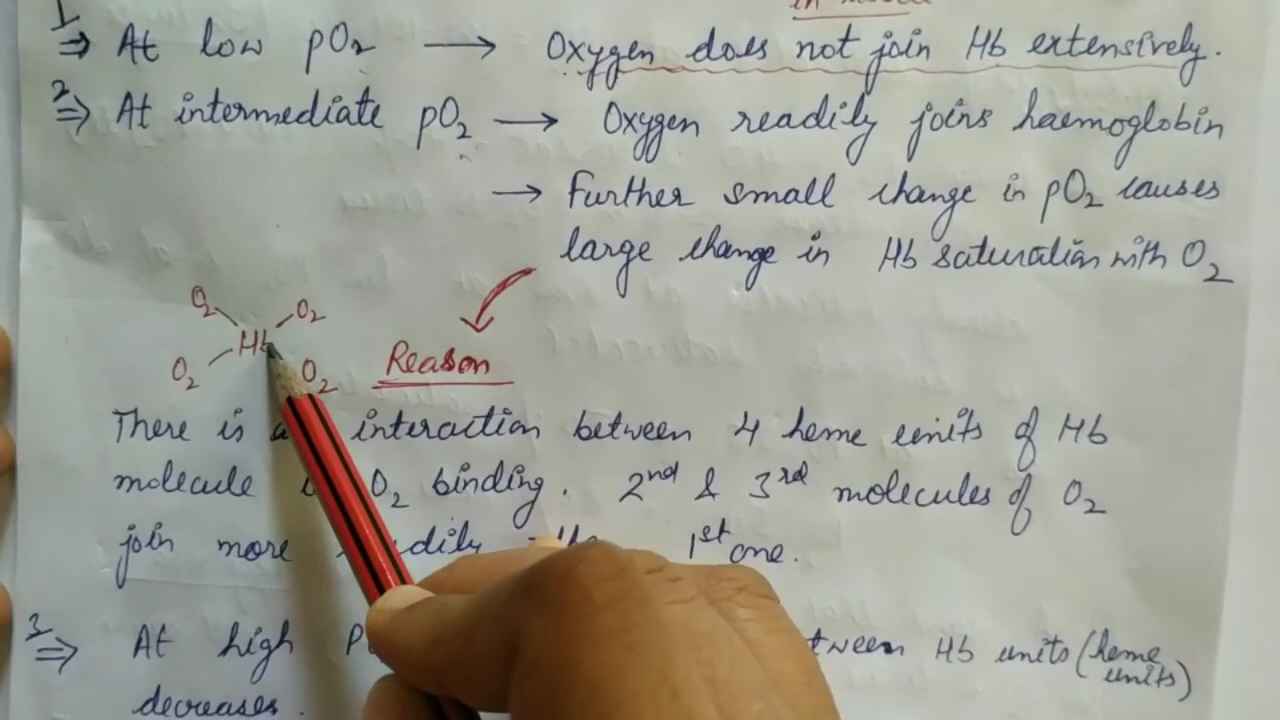 1
⇒ At low pO₂ → Oxygen does not join Hb extensively.
2
⇒ At intermediate pO₂ → Oxygen readily joins haemoglobin
→ Further small change in pO₂ causes
large change in Hb saturation with O₂
O₂ O₂
Hb
O₂ O₂
Reason
There is interaction between 4 heme units of Hb
molecule O₂ binding. 2nd & 3rd molecules of O₂
join more 1st one.
3
⇒ At high Hb units (heme
units)
decreases.